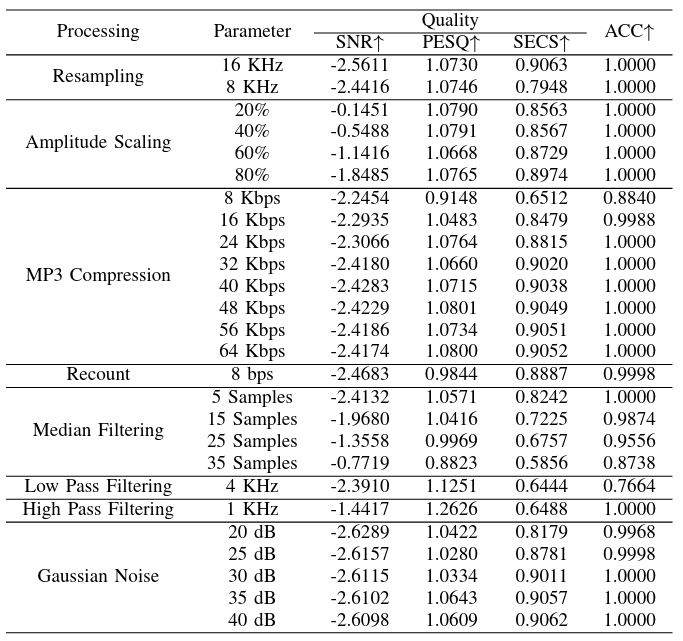 Processing Parameter Quality ACC↑
SNR↑ PESQ↑ SECS↑
Resampling
16 KHz -2.5611 1.0730 0.9063 1.0000
8 KHz -2.4416 1.0746 0.7948 1.0000
Amplitude Scaling
20% -0.1451 1.0790 0.8563 1.0000
40% -0.5488 1.0791 0.8567 1.0000
60% -1.1416 1.0668 0.8729 1.0000
80% -1.8485 1.0765 0.8974 1.0000
MP3 Compression
8 Kbps -2.2454 0.9148 0.6512 0.8840
16 Kbps -2.2935 1.0483 0.8479 0.9988
24 Kbps -2.3066 1.0764 0.8815 1.0000
32 Kbps -2.4180 1.0660 0.9020 1.0000
40 Kbps -2.4283 1.0715 0.9038 1.0000
48 Kbps -2.4229 1.0801 0.9049 1.0000
56 Kbps -2.4186 1.0734 0.9051 1.0000
64 Kbps -2.4174 1.0800 0.9052 1.0000
Recount 8 bps -2.4683 0.9844 0.8887 0.9998
Median Filtering
5 Samples -2.4132 1.0571 0.8242 1.0000
15 Samples -1.9680 1.0416 0.7225 0.9874
25 Samples -1.3558 0.9969 0.6757 0.9556
35 Samples -0.7719 0.8823 0.5856 0.8738
Low Pass Filtering 4 KHz -2.3910 1.1251 0.6444 0.7664
High Pass Filtering 1 KHz -1.4417 1.2626 0.6488 1.0000
Gaussian Noise
20 dB -2.6289 1.0422 0.8179 0.9968
25 dB -2.6157 1.0280 0.8781 0.9998
30 dB -2.6115 1.0334 0.9011 1.0000
35 dB -2.6102 1.0643 0.9057 1.0000
40 dB -2.6098 1.0609 0.9062 1.0000